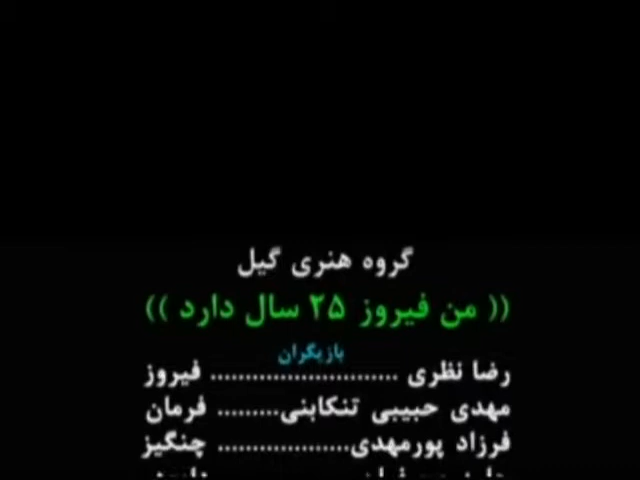 گروه هنری گیل
(( من فیروز ۲۵ سال دارد ))
بازیگران
رضا نظری ........................... فیروز
مهدی حبیبی تنکابنی......... فرمان
فرزاد پورمهدی................... چنگیز